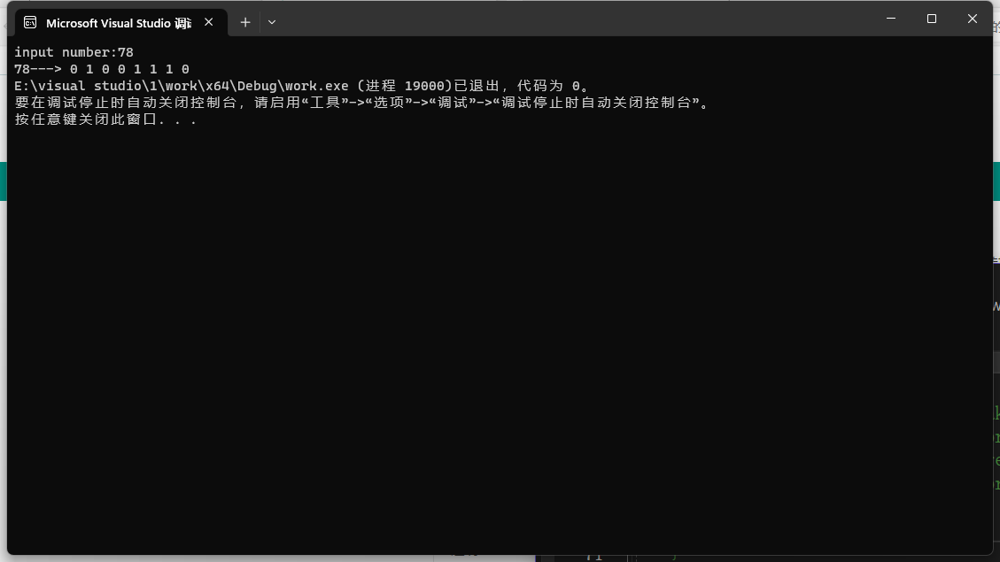 Microsoft Visual Studio 调试
input number:78
78---> 0 1 0 0 1 1 1 0
E:\visual studio\1\work\x64\Debug\work.exe (进程 19000)已退出，代码为 0。
要在调试停止时自动关闭控制台，请启用“工具”->“选项”->“调试”->“调试停止时自动关闭控制台”。
按任意键关闭此窗口. . .